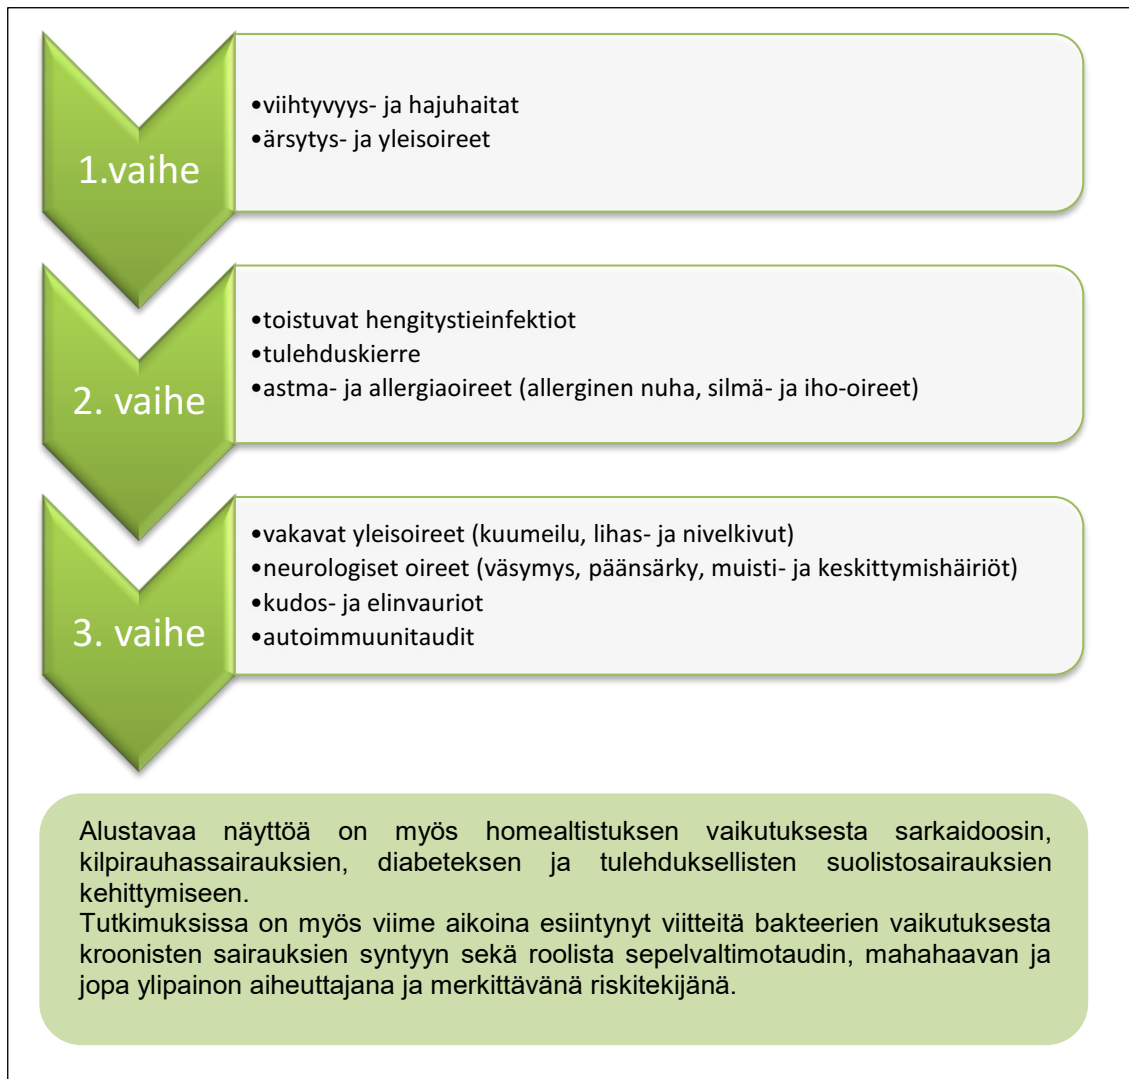 1.vaihe
•viihtyvyys- ja hajuhaitat
•ärsytys- ja yleisoireet
2. vaihe
•toistuvat hengitystieinfektiot
•tulehduskierre
•astma- ja allergiaoireet (allerginen nuha, silmä- ja iho-oireet)
3. vaihe
•vakavat yleisoireet (kuumeilu, lihas- ja nivelkivut)
•neurologiset oireet (väsymys, päänsärky, muisti- ja keskittymishäiriöt)
•kudos- ja elinvauriot
•autoimmuunitaudit
Alustavaa näyttöä on myös homealtistuksen vaikutuksesta sarkaidoosin,
kilpirauhassairauksien, diabeteksen ja tulehduksellisten suolistosairauksien
kehittymiseen.
Tutkimuksissa on myös viime aikoina esiintynyt viitteitä bakteerien vaikutuksesta
kroonisten sairauksien syntyyn sekä roolista sepelvaltimotaudin, mahahaavan ja
jopa ylipainon aiheuttajana ja merkittävänä riskitekijänä.